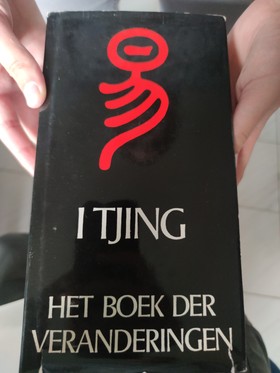 易
I TJING
HET BOEK DER
VERANDERINGEN